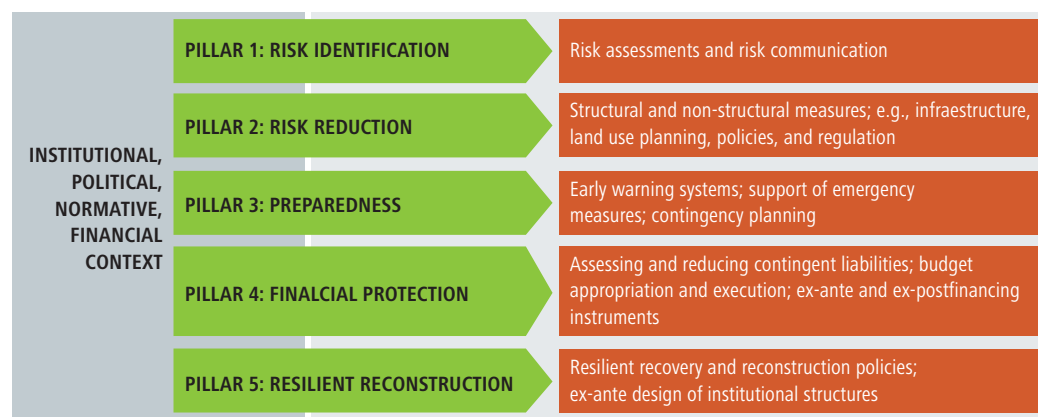 INSTITUTIONAL,
POLITICAL,
NORMATIVE,
FINANCIAL
CONTEXT
PILLAR 1: RISK IDENTIFICATION
Risk assessments and risk communication
PILLAR 2: RISK REDUCTION
Structural and non-structural measures; e.g., infraestructure,
land use planning, policies, and regulation
PILLAR 3: PREPAREDNESS
Early warning systems; support of emergency
measures; contingency planning
PILLAR 4: FINALCIAL PROTECTION
Assessing and reducing contingent liabilities; budget
appropriation and execution; ex-ante and ex-postfinancing
instruments
PILLAR 5: RESILIENT RECONSTRUCTION
Resilient recovery and reconstruction policies;
ex-ante design of institutional structures